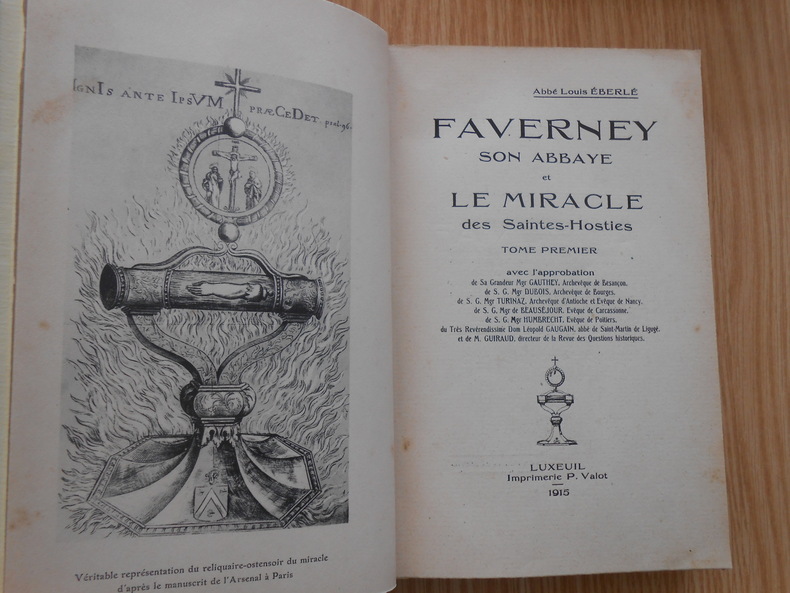 IGNIS ANTE IPSVM PRÆCEDET psal·96·
Véritable représentation du reliquaire-ostensoir du miracle
d'après le manuscrit de l'Arsenal à Paris
Abbé Louis ÉBERLÉ
FAVERNEY
SON ABBAYE
et
LE MIRACLE
des Saintes-Hosties
TOME PREMIER
avec l'approbation
de Sa Grandeur Mgr GAUTHEY, Archevêque de Besançon,
de S. G. Mgr DUBOIS, Archevêque de Bourges,
de S. G. Mgr TURINAZ, Archevêque d'Antioche et Evêque de Nancy,
de S. G. Mgr de BEAUSÉJOUR, Evêque de Carcassonne,
de S. G. Mgr HUMBRECHT, Evêque de Poitiers,
du Très Revérendissime Dom Léopold GAUGAIN, abbé de Saint-Martin de Ligugé,
et de M. GUIRAUD, directeur de la Revue des Questions historiques.
LUXEUIL
Imprimerie P. Valot
1915